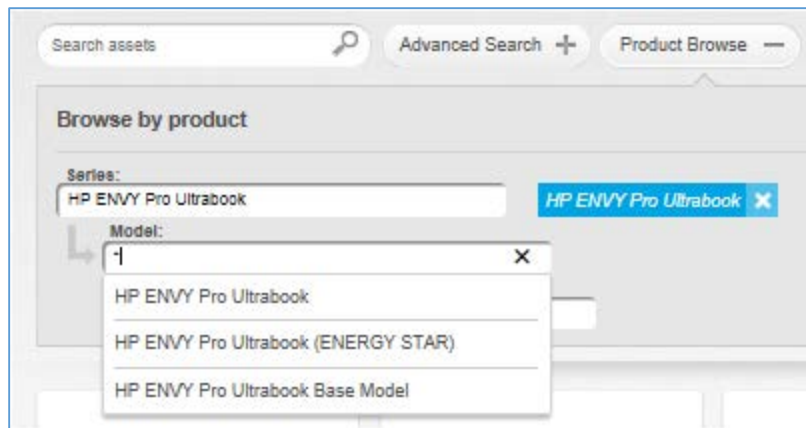 Search assets
Advanced Search +
Product Browse —
Browse by product
Series:
HP ENVY Pro Ultrabook
HP ENVY Pro Ultrabook ×
Model:
HP ENVY Pro Ultrabook
HP ENVY Pro Ultrabook (ENERGY STAR)
HP ENVY Pro Ultrabook Base Model